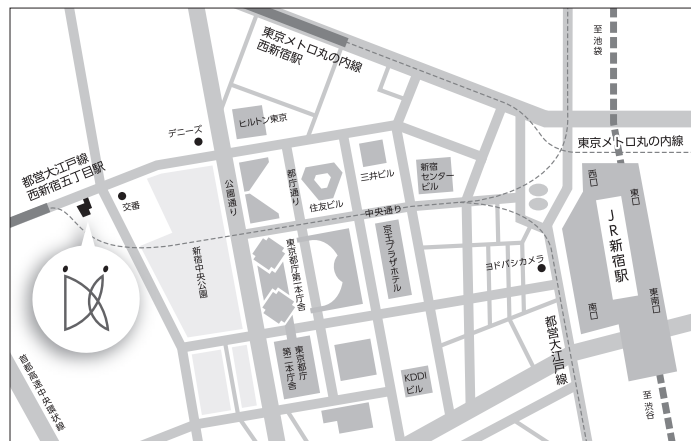 至池袋
東京メトロ丸の内線
西新宿駅
ヒルトン東京
デニーズ
東京メトロ丸の内線
都営大江戸線
西新宿五丁目駅
交番
公園通り
都庁通り
住友ビル
三井ビル
新宿
センター
ビル
中央通り
西口
東口
JR新宿駅
新宿中央公園
東京都庁第一本庁舎
京王プラザホテル
ヨドバシカメラ
南口
東南口
都営大江戸線
東京都庁
第二本庁舎
KDDI
ビル
首都高速中央環状線
至渋谷